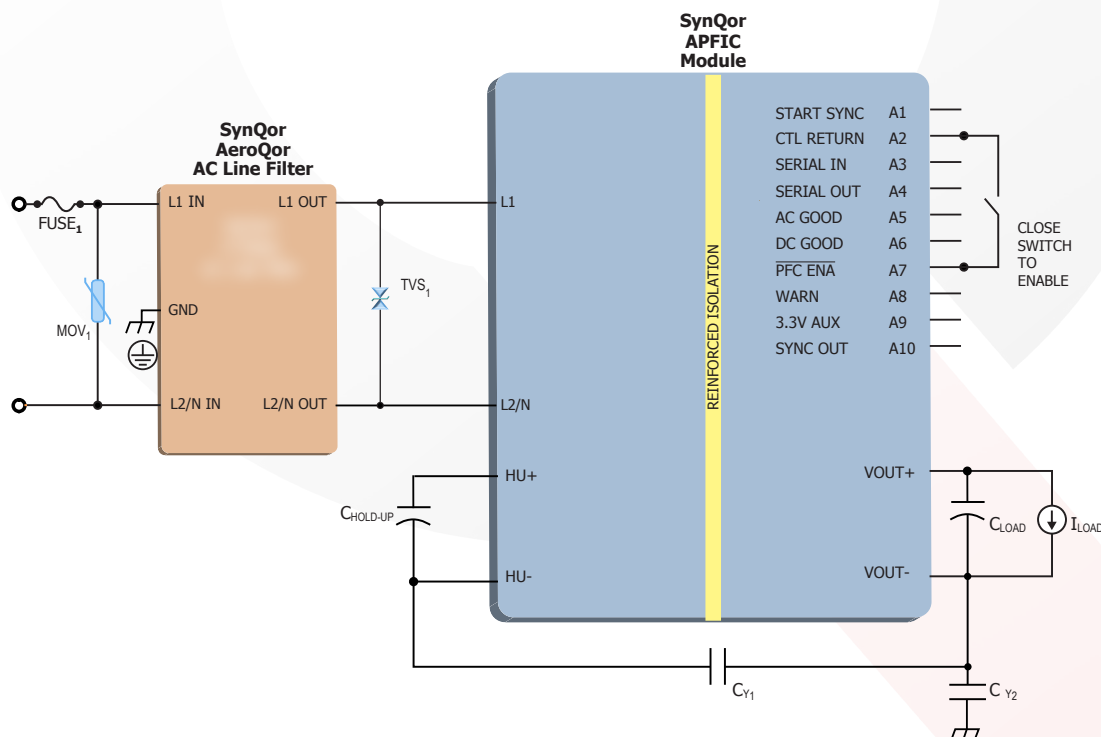 SynQor
APFIC
Module
SynQor
AeroQor
AC Line Filter
START SYNC A1
CTL RETURN A2
SERIAL IN A3
SERIAL OUT A4
AC GOOD A5
DC GOOD A6
PFC ENA A7
WARN A8
3.3V AUX A9
SYNC OUT A10
CLOSE
SWITCH
TO
ENABLE
L1 IN
L1 OUT
L1
FUSE1
MOV1
GND
TVS1
REINFORCED ISOLATION
L2/N IN
L2/N OUT
L2/N
HU+
CHOLD-UP
HU-
VOUT+
CLOAD
ILOAD
VOUT-
CY1
C Y2